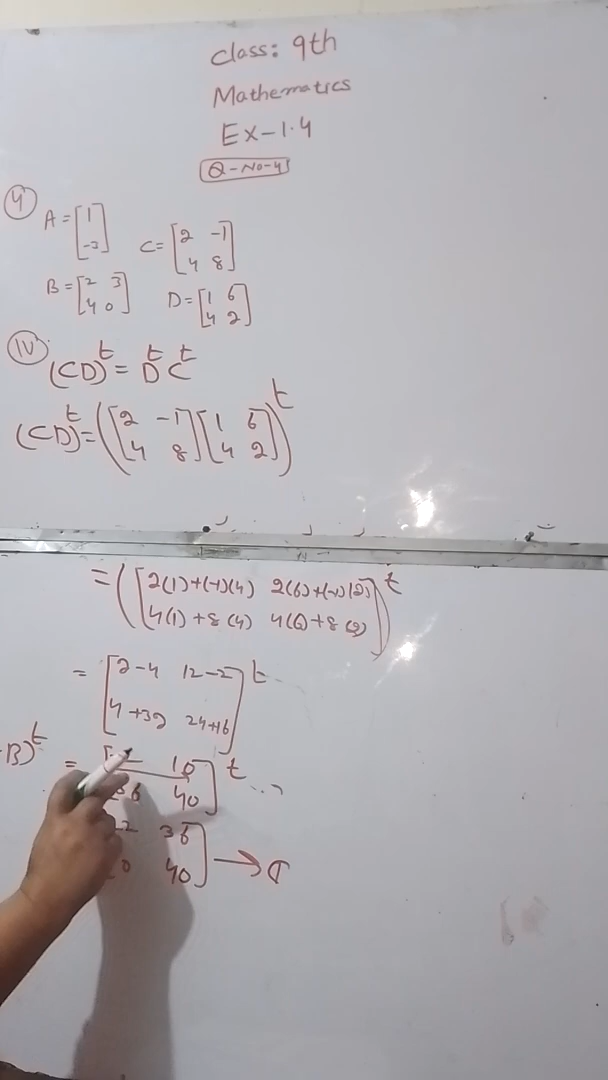 class: 9th
Mathematics
Ex-1.4
Q-No-4
4 A = [1
-2]
C = [2 -1
4 8]
B = [2 3
4 0]
D = [1 6
4 2]
IV (CD)^t = D^t C^t
(CD)^t = ([2 -1
4 8] [1 6
4 2])^t
= ([2(1)+(-1)(4) 2(6)+(-1)(2)
4(1)+8(4) 4(6)+8(2)])^t
= [2-4 12-2
4+32 24+16]^t
B)^t = [ 10
36 40]^t
36
40] →